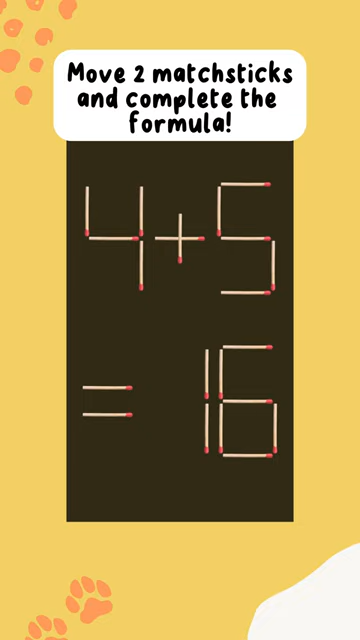 Move 2 matchsticks
and complete the
formula!
4+5
= 16